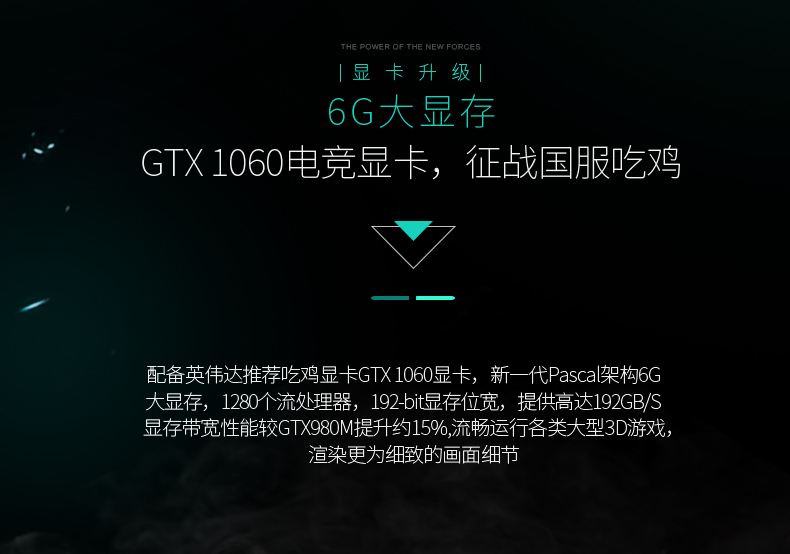 THE POWER OF THE NEW FORCES
|显 卡 升 级|
6G大显存
GTX 1060电竞显卡，征战国服吃鸡
配备英伟达推荐吃鸡显卡GTX 1060显卡，新一代Pascal架构6G
大显存，1280个流处理器，192-bit显存位宽，提供高达192GB/S
显存带宽性能较GTX980M提升约15%,流畅运行各类大型3D游戏，
渲染更为细致的画面细节